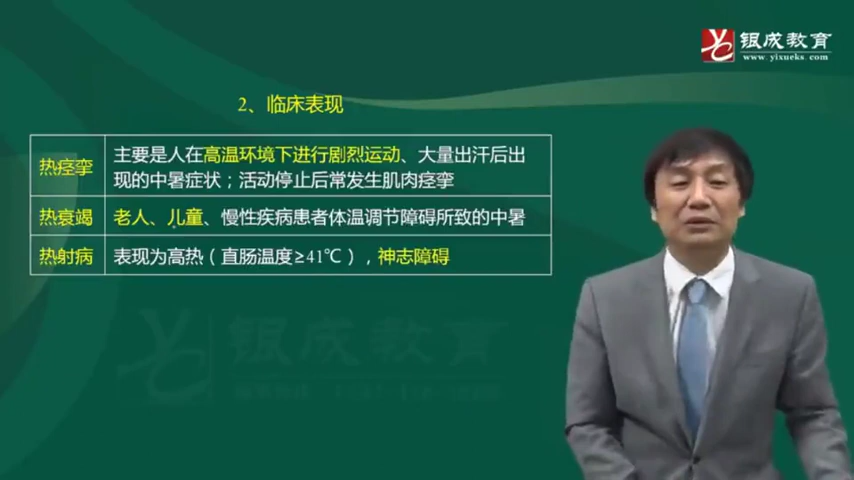 银成教育
www.yixueks.com
2、临床表现
热痉挛
主要是人在高温环境下进行剧烈运动、大量出汗后出
现的中暑症状；活动停止后常发生肌肉痉挛
热衰竭
老人、儿童、慢性疾病患者体温调节障碍所致的中暑
热射病
表现为高热（直肠温度≥41℃），神志障碍
银成教育